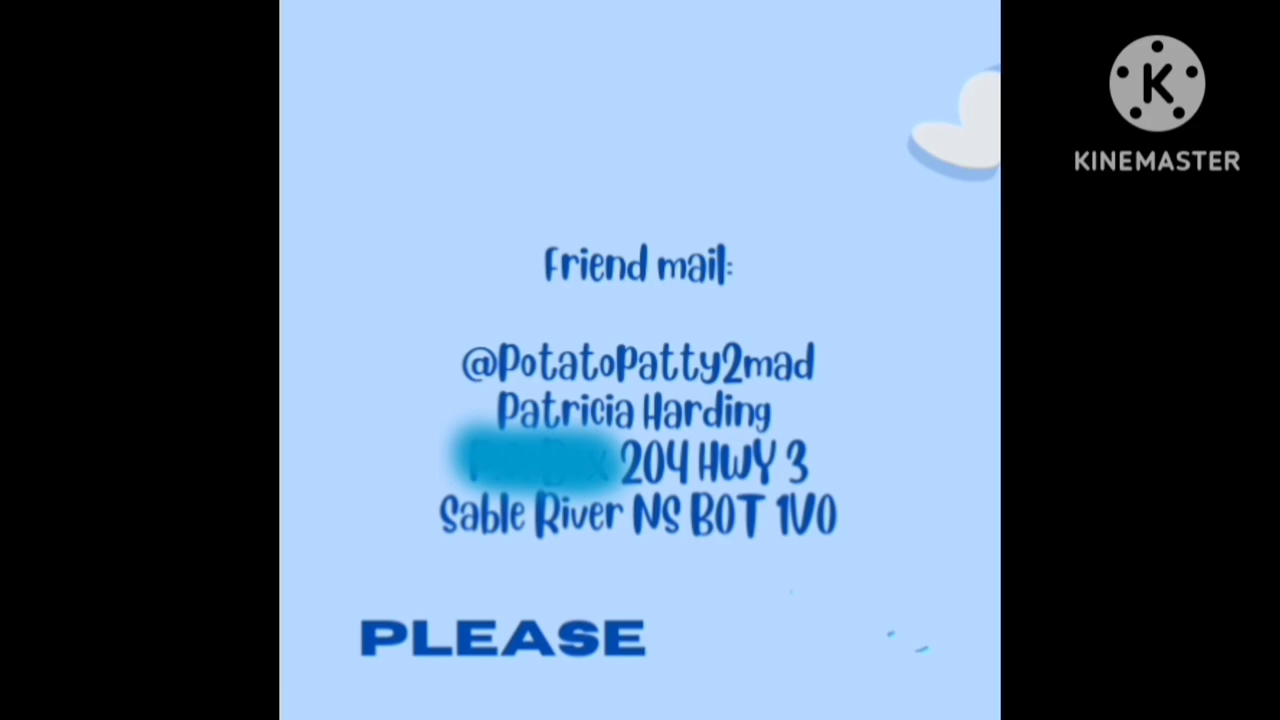 Friend mail:
@PotatoPatty2mad
Patricia Harding
204 HWY 3
Sable River NS B0T 1V0
PLEASE
K
KINEMASTER